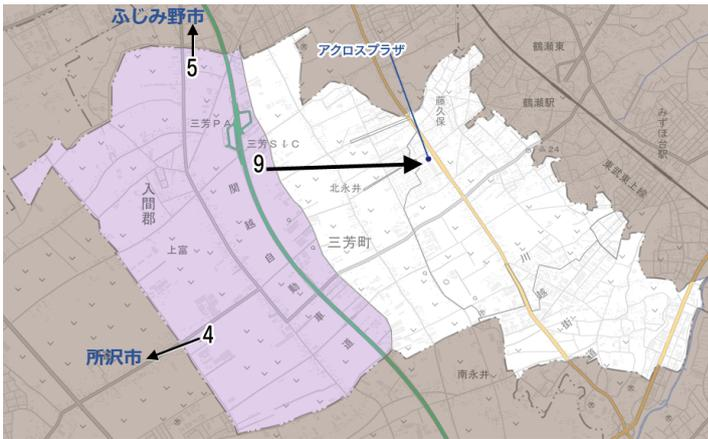 ふじみ野市
5
アクロスプラザ
鶴瀬東
鶴瀬駅
藤久保
みずほ台駅
三芳PA
三芳SIC
9
24
東武東上線
北永井
入間郡
関越自動車道
上富
三芳町
川越街道
4
所沢市
南永井